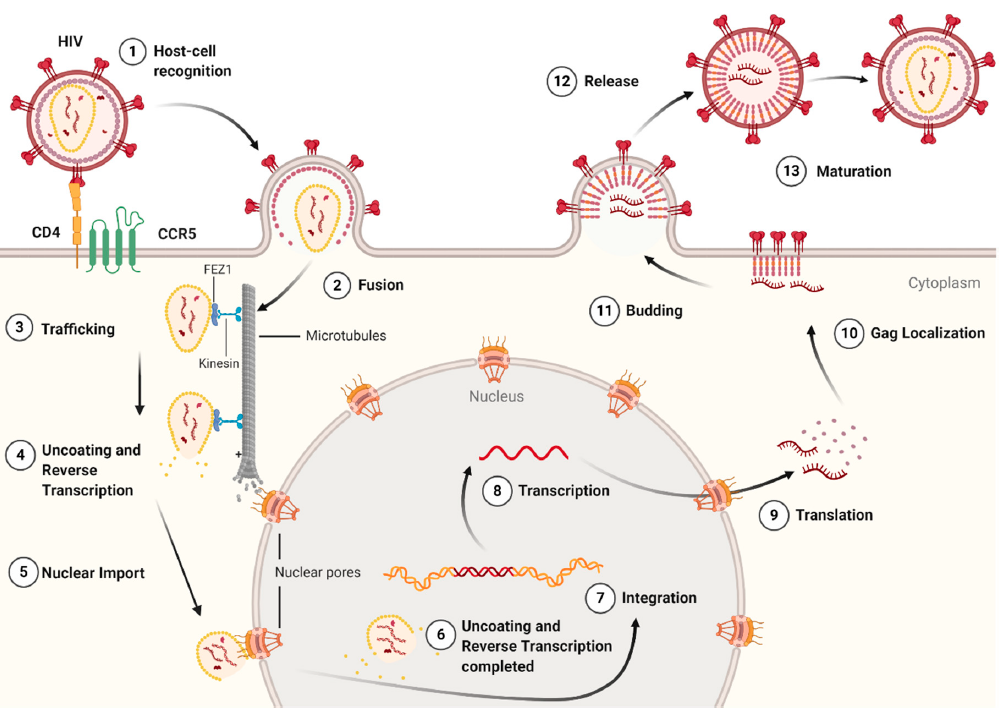 HIV
1 Host-cell
recognition
CD4
CCR5
2 Fusion
FEZ1
3 Trafficking
Kinesin
Microtubules
4 Uncoating and
Reverse
Transcription
+
5 Nuclear Import
Nuclear pores
Nucleus
6 Uncoating and
Reverse Transcription
completed
7 Integration
8 Transcription
9 Translation
10 Gag Localization
Cytoplasm
11 Budding
12 Release
13 Maturation